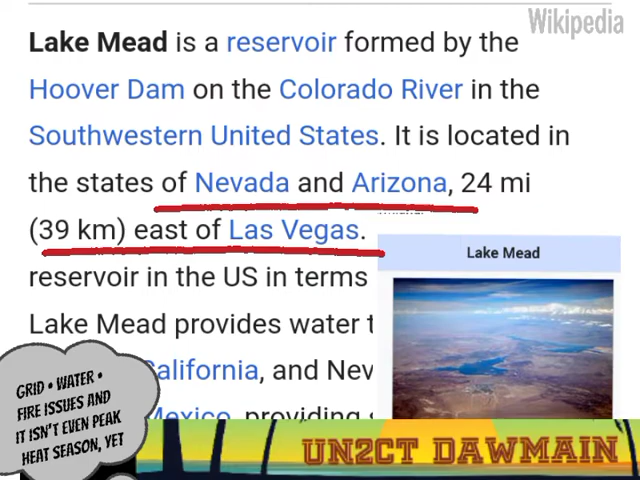 Wikipedia
Lake Mead is a reservoir formed by the
Hoover Dam on the Colorado River in the
Southwestern United States. It is located in
the states of Nevada and Arizona, 24 mi
(39 km) east of Las Vegas.
reservoir in the US in terms
Lake Mead provides water t
California, and Nev
Mexico, providing
Lake Mead
GRID • WATER •
FIRE ISSUES AND
IT ISN'T EVEN PEAK
HEAT SEASON, YET
UN2CT DAWMAIN